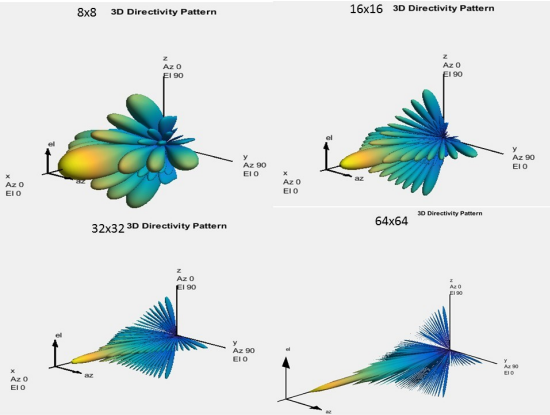 8x8 3D Directivity Pattern
z
Az 0
El 90
el
y
Az 90
El 0
x
Az 0
El 0
az
16x16 3D Directivity Pattern
z
Az 0
El 90
el
y
Az 90
El 0
x
Az 0
El 0
az
32x32 3D Directivity Pattern
z
Az 0
El 90
el
y
Az 90
El 0
x
Az 0
El 0
az
64x64 3D Directivity Pattern
z
Az 0
El 90
el
y
Az 90
El 0
az